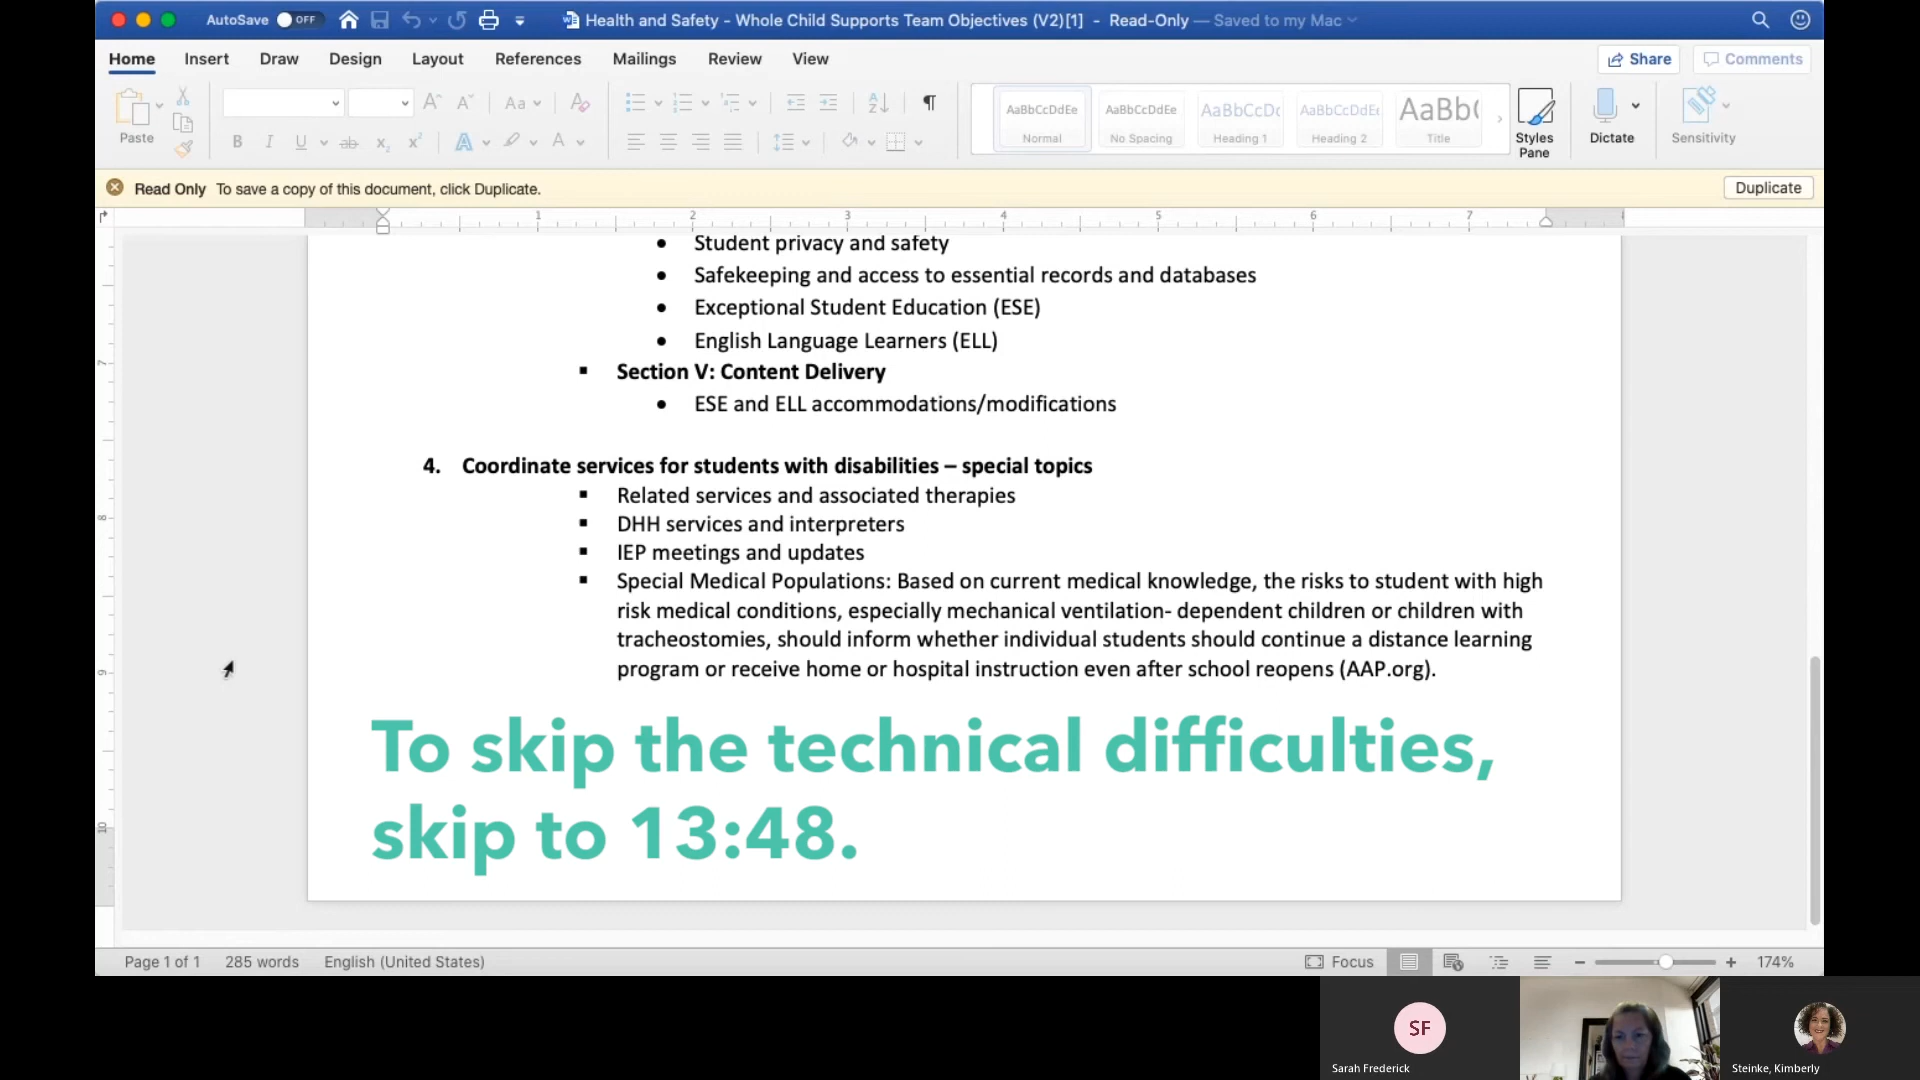 AutoSave OFF
Health and Safety - Whole Child Supports Team Objectives (V2)[1] - Read-Only — Saved to my Mac
Home Insert Draw Design Layout References Mailings Review View Share Comments
Paste
AaBbCcDdEe AaBbCcDdEe AaBbCcDc AaBbCcDdEe AaBb(
Normal No Spacing Heading 1 Heading 2 Title
Styles Pane
Dictate
Sensitivity
Read Only To save a copy of this document, click Duplicate. Duplicate
1 2 3 4 5 6 7
• Student privacy and safety
• Safekeeping and access to essential records and databases
• Exceptional Student Education (ESE)
• English Language Learners (ELL)
▪ Section V: Content Delivery
• ESE and ELL accommodations/modifications
4. Coordinate services for students with disabilities – special topics
▪ Related services and associated therapies
▪ DHH services and interpreters
▪ IEP meetings and updates
▪ Special Medical Populations: Based on current medical knowledge, the risks to student with high
risk medical conditions, especially mechanical ventilation- dependent children or children with
tracheostomies, should inform whether individual students should continue a distance learning
program or receive home or hospital instruction even after school reopens (AAP.org).
To skip the technical difficulties,
skip to 13:48.
Page 1 of 1 285 words English (United States) Focus 174%
SF
Sarah Frederick
Steinke, Kimberly